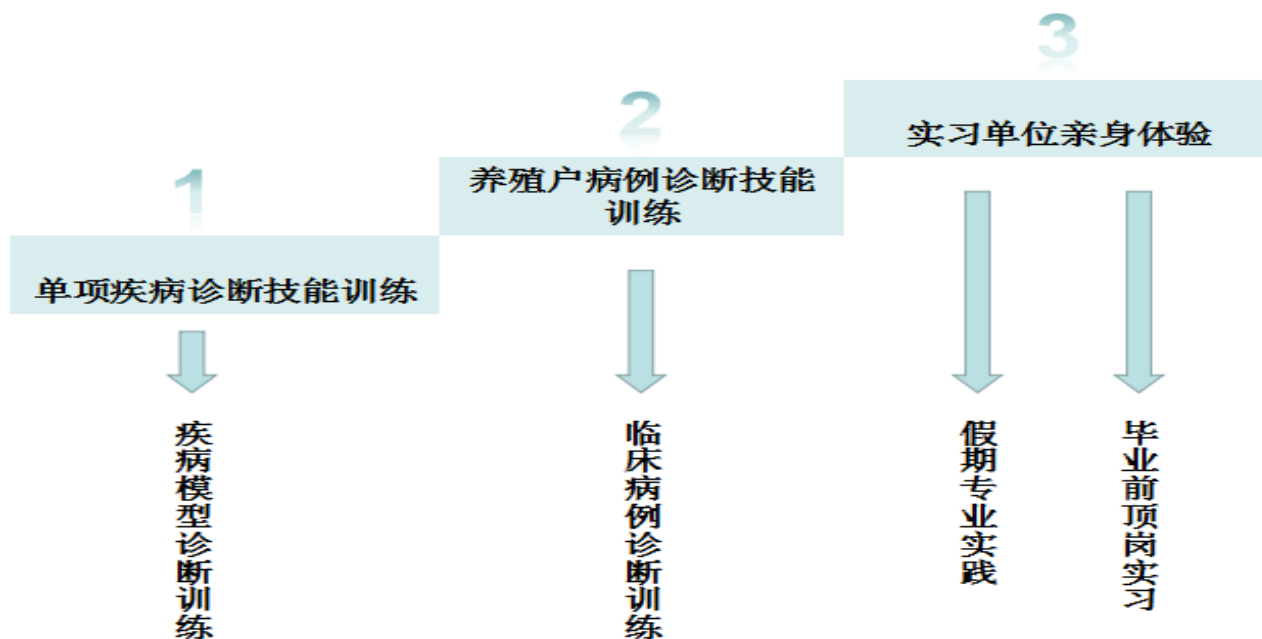 1
单项疾病诊断技能训练
疾病模型诊断训练
2
养殖户病例诊断技能
训练
临床病例诊断训练
3
实习单位亲身体验
假期专业实践
毕业前顶岗实习